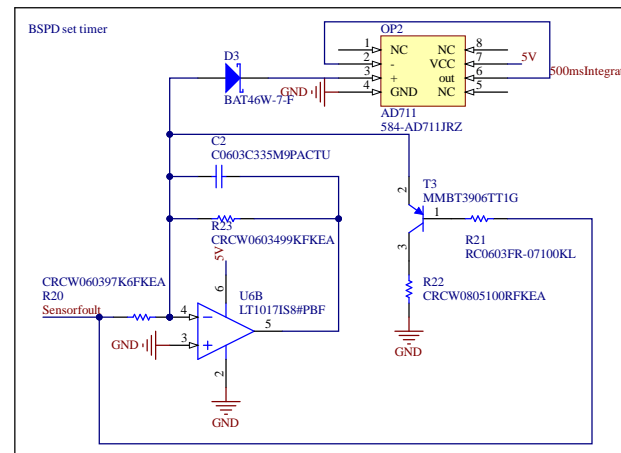 BSPD set timer
OP2
1 NC NC 8
2 - VCC 7 5V
3 + out 6 500msIntegrat
GND 4 GND NC 5
AD711
584-AD711JRZ
D3
BAT46W-7-F
C2
C0603C335M9PACTU
R23
CRCW0603499KFKEA
2
T3
MMBT3906TT1G
1
3
R21
RC0603FR-07100KL
R22
CRCW0805100RFKEA
GND
5V
CRCW060397K6FKEA
R20
Sensorfoult
6
U6B
LT1017IS8#PBF
4
5
GND 3
2
GND